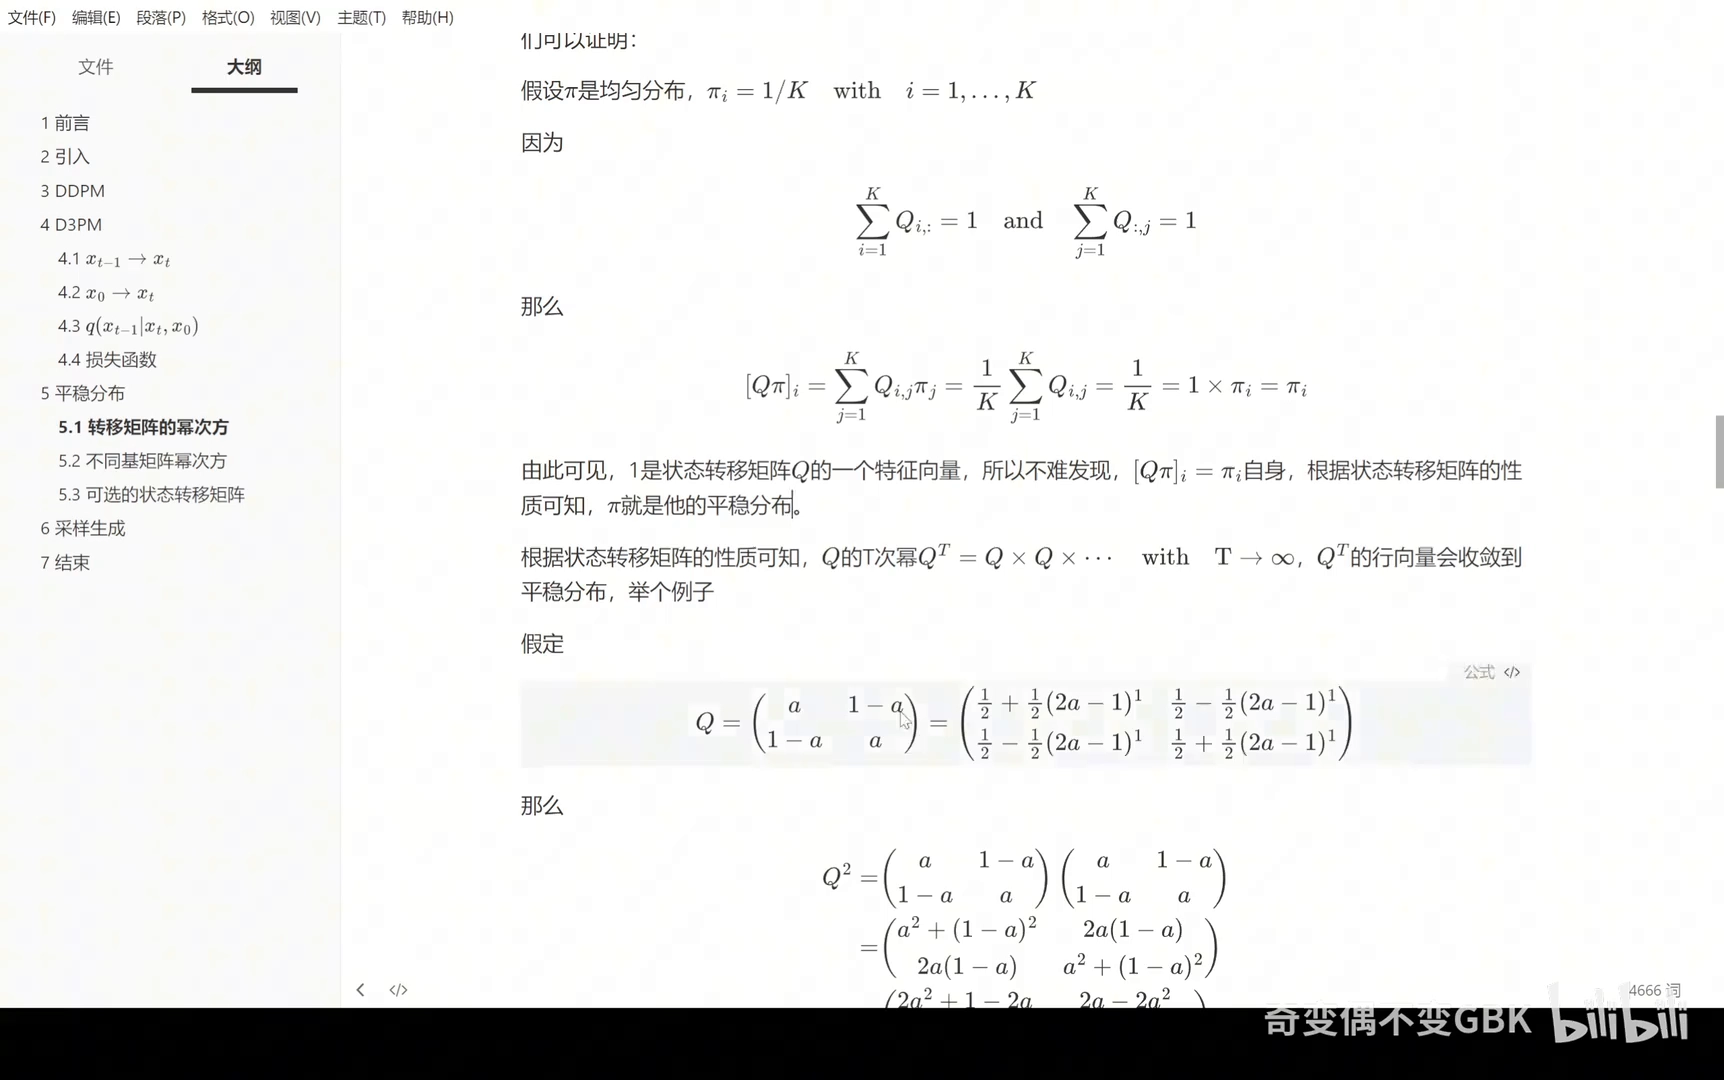 文件(F) 编辑(E) 段落(P) 格式(O) 视图(V) 主题(T) 帮助(H)
文件 大纲
1 前言
2 引入
3 DDPM
4 D3PM
4.1 x_{t−1} → x_t
4.2 x_0 → x_t
4.3 q(x_{t−1}|x_t, x_0)
4.4 损失函数
5 平稳分布
5.1 转移矩阵的幂次方
5.2 不同基矩阵幂次方
5.3 可选的状态转移矩阵
6 采样生成
7 结束
们可以证明：
假设π是均匀分布，π_i = 1/K with i = 1, . . . , K
因为
\sum_{i=1}^{K} Q_{i,:} = 1 and \sum_{j=1}^{K} Q_{:,j} = 1
那么
[Qπ]_i = \sum_{j=1}^{K} Q_{i,j}π_j = \frac{1}{K} \sum_{j=1}^{K} Q_{i,j} = \frac{1}{K} = 1 × π_i = π_i
由此可见，1是状态转移矩阵Q的一个特征向量，所以不难发现，[Qπ]_i = π_i自身，根据状态转移矩阵的性
质可知，π就是他的平稳分布。
根据状态转移矩阵的性质可知，Q的T次幂Q^T = Q × Q × ··· with T → ∞，Q^T的行向量会收敛到
平稳分布，举个例子
假定
公式 </>
Q = \begin{pmatrix} a & 1 − a \\ 1 − a & a \end{pmatrix} = \begin{pmatrix} \frac{1}{2} + \frac{1}{2}(2a − 1)^1 & \frac{1}{2} − \frac{1}{2}(2a − 1)^1 \\ \frac{1}{2} − \frac{1}{2}(2a − 1)^1 & \frac{1}{2} + \frac{1}{2}(2a − 1)^1 \end{pmatrix}
那么
Q^2 = \begin{pmatrix} a & 1 − a \\ 1 − a & a \end{pmatrix} \begin{pmatrix} a & 1 − a \\ 1 − a & a \end{pmatrix}
= \begin{pmatrix} a^2 + (1 − a)^2 & 2a(1 − a) \\ 2a(1 − a) & a^2 + (1 − a)^2 \end{pmatrix}
(2a^2 + 1 − 2a 2a − 2a^2)
</>
4666 词
奇变偶不变GBK bilibili